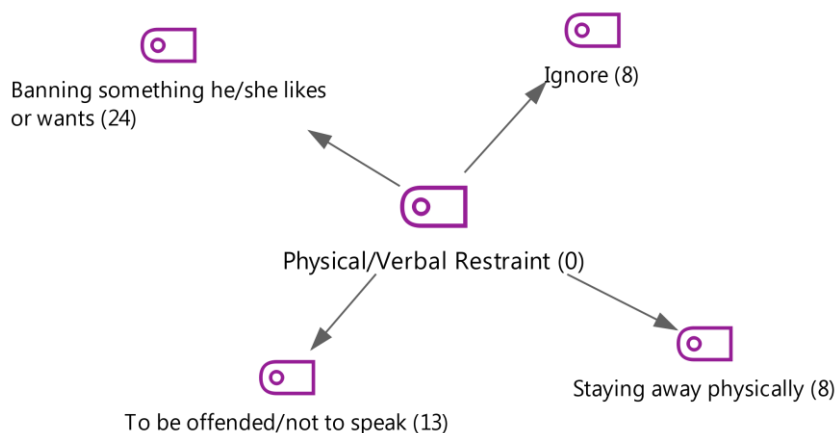 Banning something he/she likes
or wants (24)
Ignore (8)
Physical/Verbal Restraint (0)
To be offended/not to speak (13)
Staying away physically (8)